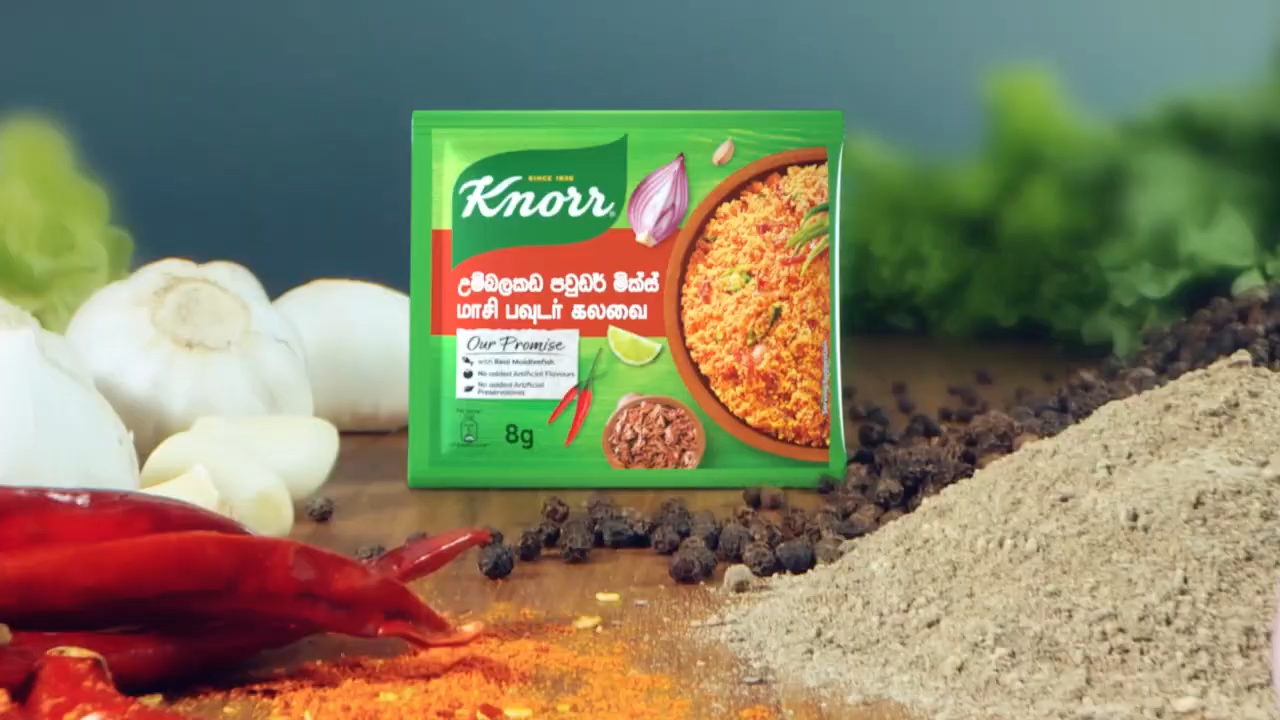 SINCE 1838
Knorr
උම්බලකඩ පවුඩර් මික්ස්
மாசி பவுடர் கலவை
Our Promise
with Real Maldivefish
No added Artificial Flavours
No added Artificial
Preservatives
8g